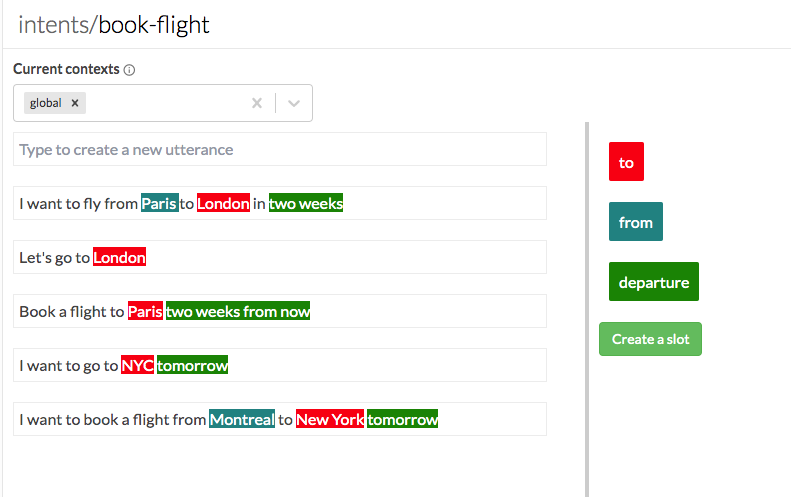 intents/book-flight
Current contexts
global ×
Type to create a new utterance
I want to fly from Paris to London in two weeks
Let's go to London
Book a flight to Paris two weeks from now
I want to go to NYC tomorrow
I want to book a flight from Montreal to New York tomorrow
to
from
departure
Create a slot